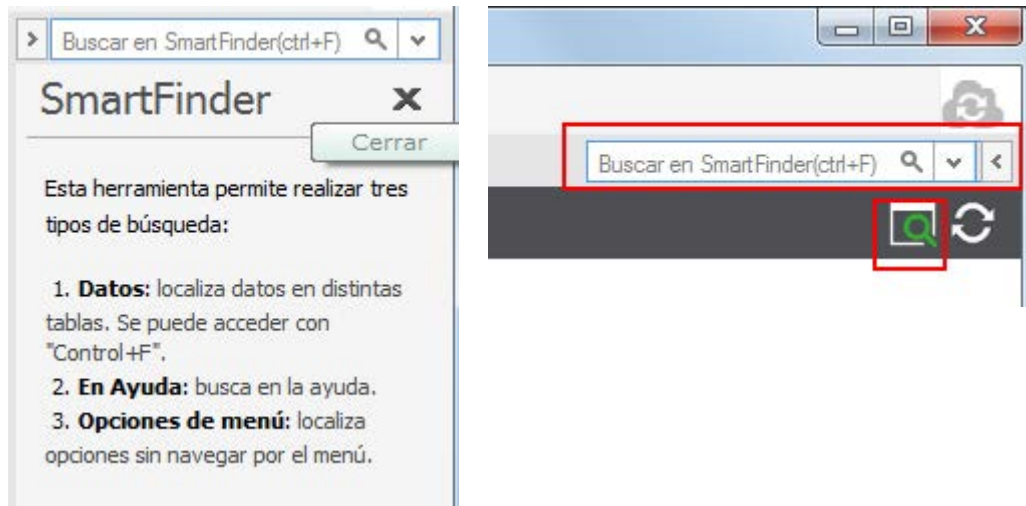 Buscar en SmartFinder(ctrl+F)
SmartFinder
Cerrar
Esta herramienta permite realizar tres
tipos de búsqueda:
1. Datos: localiza datos en distintas
tablas. Se puede acceder con
"Control+F".
2. En Ayuda: busca en la ayuda.
3. Opciones de menú: localiza
opciones sin navegar por el menú.
Buscar en SmartFinder(ctrl+F)